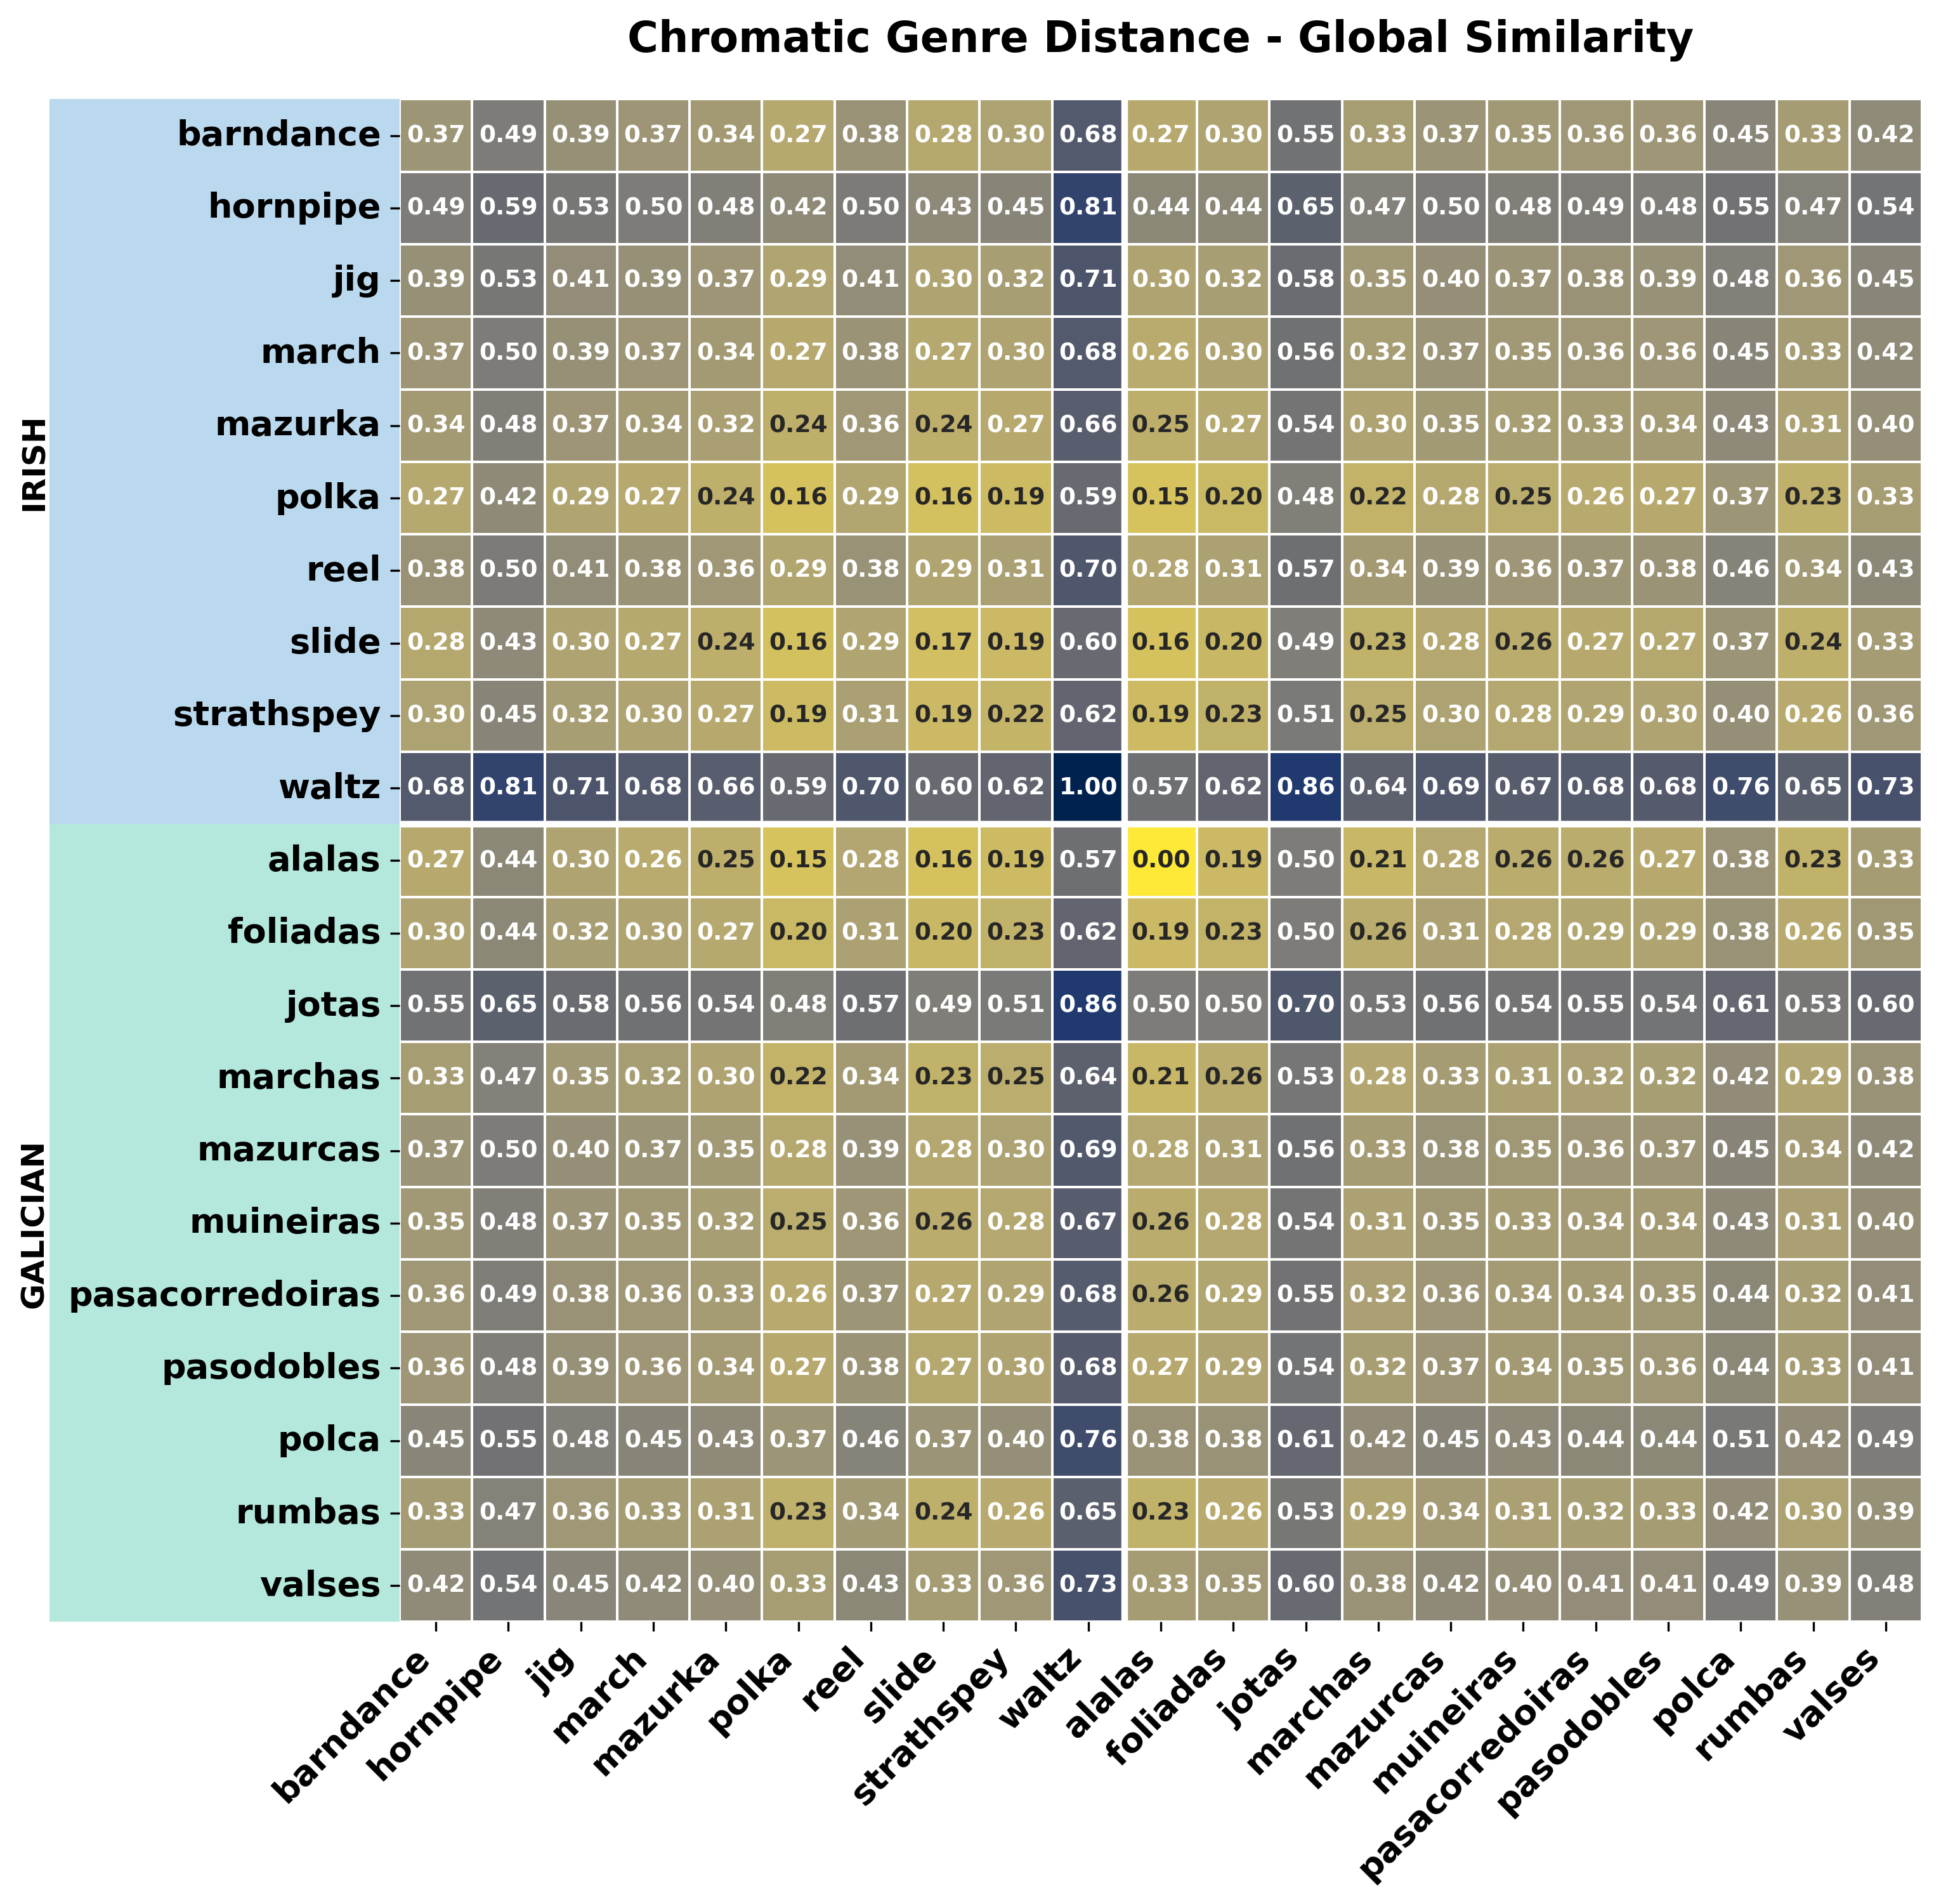 Chromatic Genre Distance - Global Similarity
IRISH
GALICIAN
barndance 0.37 0.49 0.39 0.37 0.34 0.27 0.38 0.28 0.30 0.68 0.27 0.30 0.55 0.33 0.37 0.35 0.36 0.36 0.45 0.33 0.42
hornpipe 0.49 0.59 0.53 0.50 0.48 0.42 0.50 0.43 0.45 0.81 0.44 0.44 0.65 0.47 0.50 0.48 0.49 0.48 0.55 0.47 0.54
jig 0.39 0.53 0.41 0.39 0.37 0.29 0.41 0.30 0.32 0.71 0.30 0.32 0.58 0.35 0.40 0.37 0.38 0.39 0.48 0.36 0.45
march 0.37 0.50 0.39 0.37 0.34 0.27 0.38 0.27 0.30 0.68 0.26 0.30 0.56 0.32 0.37 0.35 0.36 0.36 0.45 0.33 0.42
mazurka 0.34 0.48 0.37 0.34 0.32 0.24 0.36 0.24 0.27 0.66 0.25 0.27 0.54 0.30 0.35 0.32 0.33 0.34 0.43 0.31 0.40
polka 0.27 0.42 0.29 0.27 0.24 0.16 0.29 0.16 0.19 0.59 0.15 0.20 0.48 0.22 0.28 0.25 0.26 0.27 0.37 0.23 0.33
reel 0.38 0.50 0.41 0.38 0.36 0.29 0.38 0.29 0.31 0.70 0.28 0.31 0.57 0.34 0.39 0.36 0.37 0.38 0.46 0.34 0.43
slide 0.28 0.43 0.30 0.27 0.24 0.16 0.29 0.17 0.19 0.60 0.16 0.20 0.49 0.23 0.28 0.26 0.27 0.27 0.37 0.24 0.33
strathspey 0.30 0.45 0.32 0.30 0.27 0.19 0.31 0.19 0.22 0.62 0.19 0.23 0.51 0.25 0.30 0.28 0.29 0.30 0.40 0.26 0.36
waltz 0.68 0.81 0.71 0.68 0.66 0.59 0.70 0.60 0.62 1.00 0.57 0.62 0.86 0.64 0.69 0.67 0.68 0.68 0.76 0.65 0.73
alalas 0.27 0.44 0.30 0.26 0.25 0.15 0.28 0.16 0.19 0.57 0.00 0.19 0.50 0.21 0.28 0.26 0.26 0.27 0.38 0.23 0.33
foliadas 0.30 0.44 0.32 0.30 0.27 0.20 0.31 0.20 0.23 0.62 0.19 0.23 0.50 0.26 0.31 0.28 0.29 0.29 0.38 0.26 0.35
jotas 0.55 0.65 0.58 0.56 0.54 0.48 0.57 0.49 0.51 0.86 0.50 0.50 0.70 0.53 0.56 0.54 0.55 0.54 0.61 0.53 0.60
marchas 0.33 0.47 0.35 0.32 0.30 0.22 0.34 0.23 0.25 0.64 0.21 0.26 0.53 0.28 0.33 0.31 0.32 0.32 0.42 0.29 0.38
mazurcas 0.37 0.50 0.40 0.37 0.35 0.28 0.39 0.28 0.30 0.69 0.28 0.31 0.56 0.33 0.38 0.35 0.36 0.37 0.45 0.34 0.42
muineiras 0.35 0.48 0.37 0.35 0.32 0.25 0.36 0.26 0.28 0.67 0.26 0.28 0.54 0.31 0.35 0.33 0.34 0.34 0.43 0.31 0.40
pasacorredoiras 0.36 0.49 0.38 0.36 0.33 0.26 0.37 0.27 0.29 0.68 0.26 0.29 0.55 0.32 0.36 0.34 0.34 0.35 0.44 0.32 0.41
pasodobles 0.36 0.48 0.39 0.36 0.34 0.27 0.38 0.27 0.30 0.68 0.27 0.29 0.54 0.32 0.37 0.34 0.35 0.36 0.44 0.33 0.41
polca 0.45 0.55 0.48 0.45 0.43 0.37 0.46 0.37 0.40 0.76 0.38 0.38 0.61 0.42 0.45 0.43 0.44 0.44 0.51 0.42 0.49
rumbas 0.33 0.47 0.36 0.33 0.31 0.23 0.34 0.24 0.26 0.65 0.23 0.26 0.53 0.29 0.34 0.31 0.32 0.33 0.42 0.30 0.39
valses 0.42 0.54 0.45 0.42 0.40 0.33 0.43 0.33 0.36 0.73 0.33 0.35 0.60 0.38 0.42 0.40 0.41 0.41 0.49 0.39 0.48
barndance hornpipe jig march mazurka polka reel slide strathspey waltz alalas foliadas jotas marchas mazurcas muineiras pasacorredoiras pasodobles polca rumbas valses